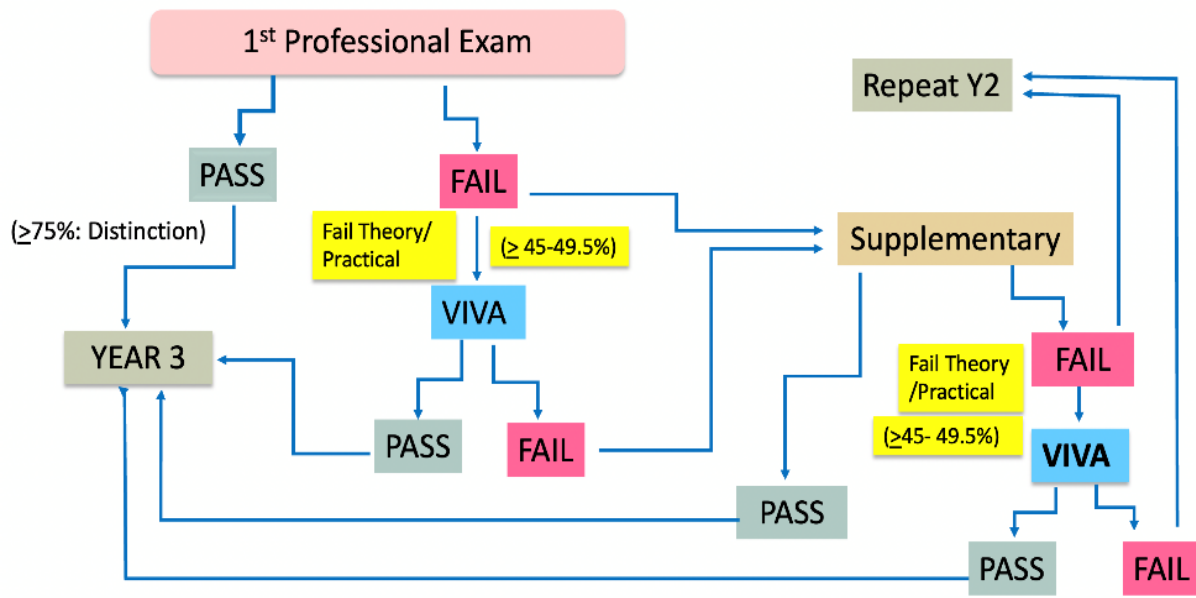 1st Professional Exam
Repeat Y2
PASS
FAIL
(≥75%: Distinction)
Fail Theory/
Practical
(≥ 45-49.5%)
Supplementary
VIVA
YEAR 3
FAIL
Fail Theory
/Practical
PASS
FAIL
(≥45- 49.5%)
VIVA
PASS
PASS
FAIL